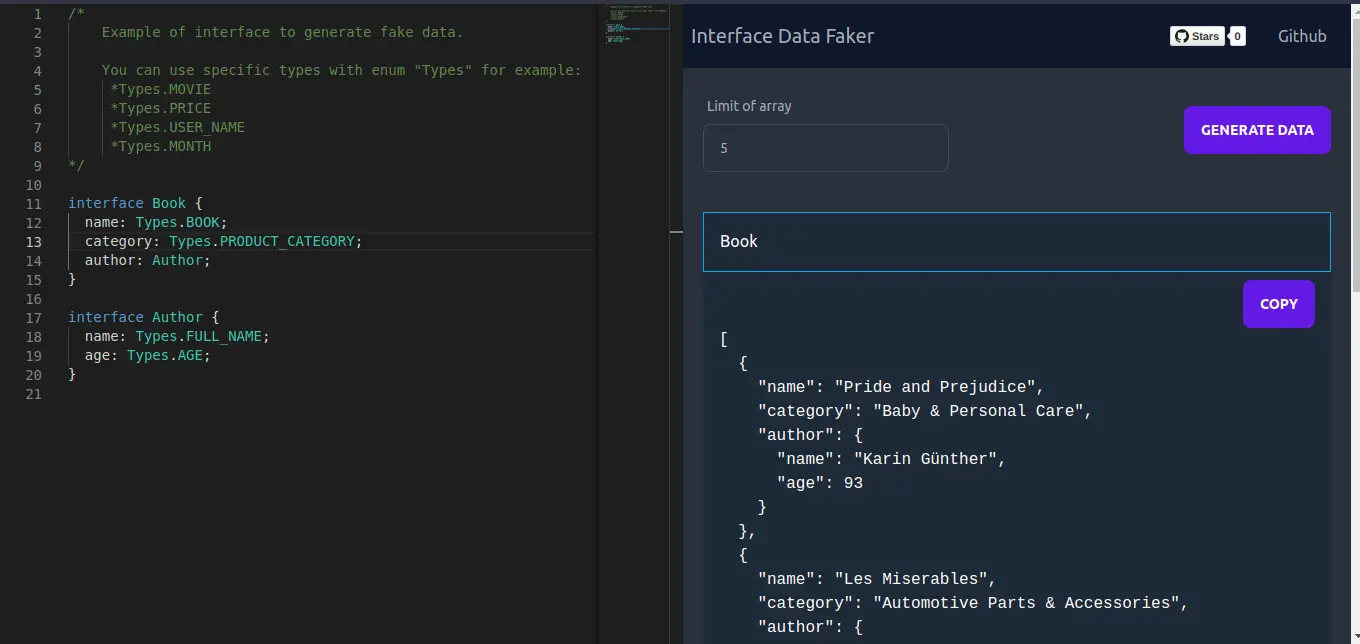 1 /*
2 Example of interface to generate fake data.
3
4 You can use specific types with enum "Types" for example:
5 *Types.MOVIE
6 *Types.PRICE
7 *Types.USER_NAME
8 *Types.MONTH
9 */
10
11 interface Book {
12 name: Types.BOOK;
13 category: Types.PRODUCT_CATEGORY;
14 author: Author;
15 }
16
17 interface Author {
18 name: Types.FULL_NAME;
19 age: Types.AGE;
20 }
21
Interface Data Faker
Stars 0
Github
Limit of array
5
GENERATE DATA
Book
COPY
[
{
"name": "Pride and Prejudice",
"category": "Baby & Personal Care",
"author": {
"name": "Karin Günther",
"age": 93
}
},
{
"name": "Les Miserables",
"category": "Automotive Parts & Accessories",
"author": {